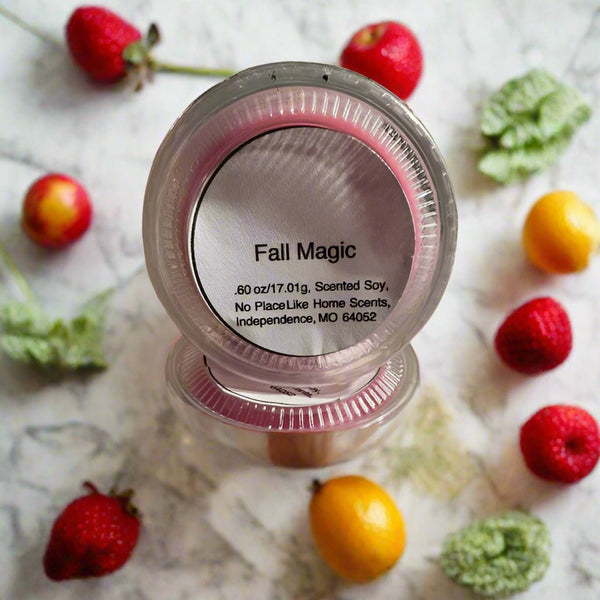 Fall Magic
.60 oz/17.01g, Scented Soy,
No PlaceLike Home Scents,
Independence, MO 64052